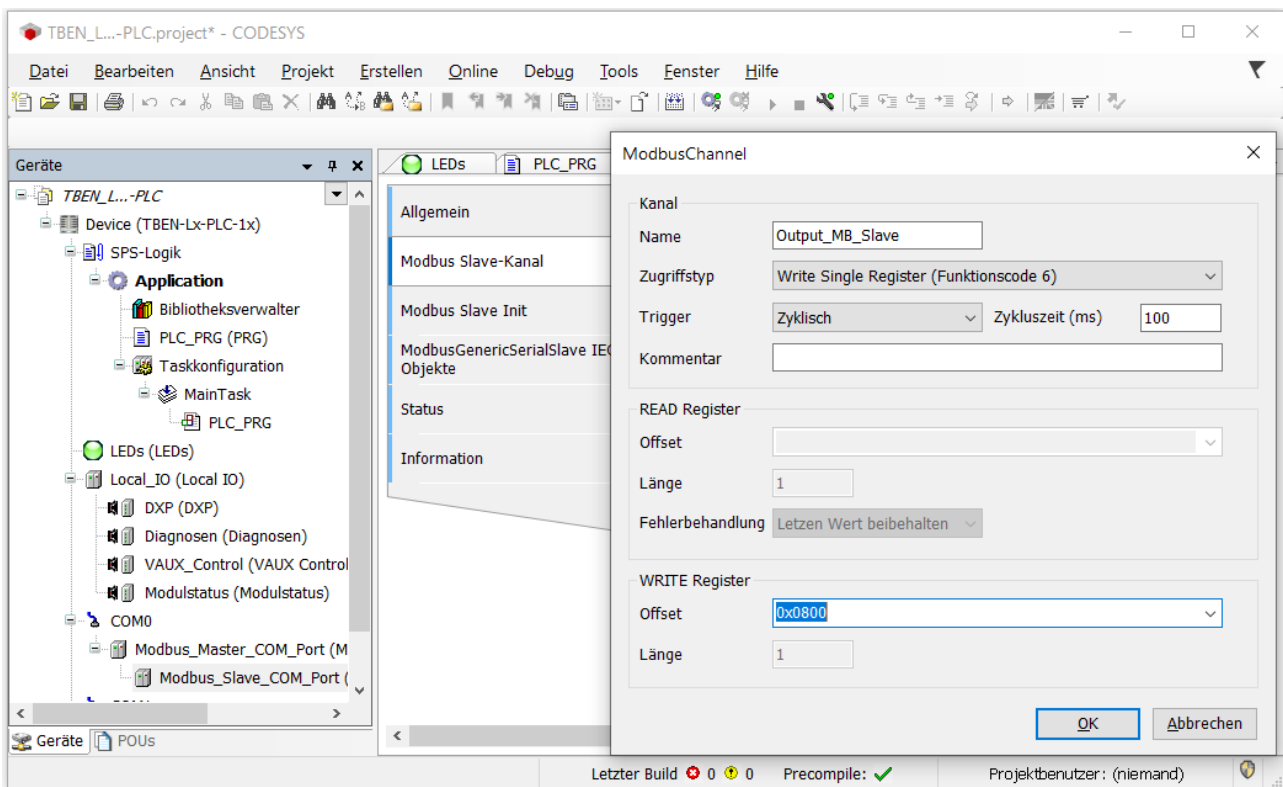 TBEN_L...-PLC.project* - CODESYS
Datei Bearbeiten Ansicht Projekt Erstellen Online Debug Tools Fenster Hilfe
Geräte
TBEN_L...-PLC
Device (TBEN-Lx-PLC-1x)
SPS-Logik
Application
Bibliotheksverwalter
PLC_PRG (PRG)
Taskkonfiguration
MainTask
PLC_PRG
LEDs (LEDs)
Local_IO (Local IO)
DXP (DXP)
Diagnosen (Diagnosen)
VAUX_Control (VAUX Control
Modulstatus (Modulstatus)
COM0
Modbus_Master_COM_Port (M
Modbus_Slave_COM_Port (
Geräte POUs
LEDs PLC_PRG
Allgemein
Modbus Slave-Kanal
Modbus Slave Init
ModbusGenericSerialSlave IEC
Objekte
Status
Information
ModbusChannel
Kanal
Name Output_MB_Slave
Zugriffstyp Write Single Register (Funktionscode 6)
Trigger Zyklisch Zykluszeit (ms) 100
Kommentar
READ Register
Offset
Länge 1
Fehlerbehandlung Letzen Wert beibehalten
WRITE Register
Offset 0x0800
Länge 1
OK Abbrechen
Letzter Build 0 0 Precompile: Projektbenutzer: (niemand)